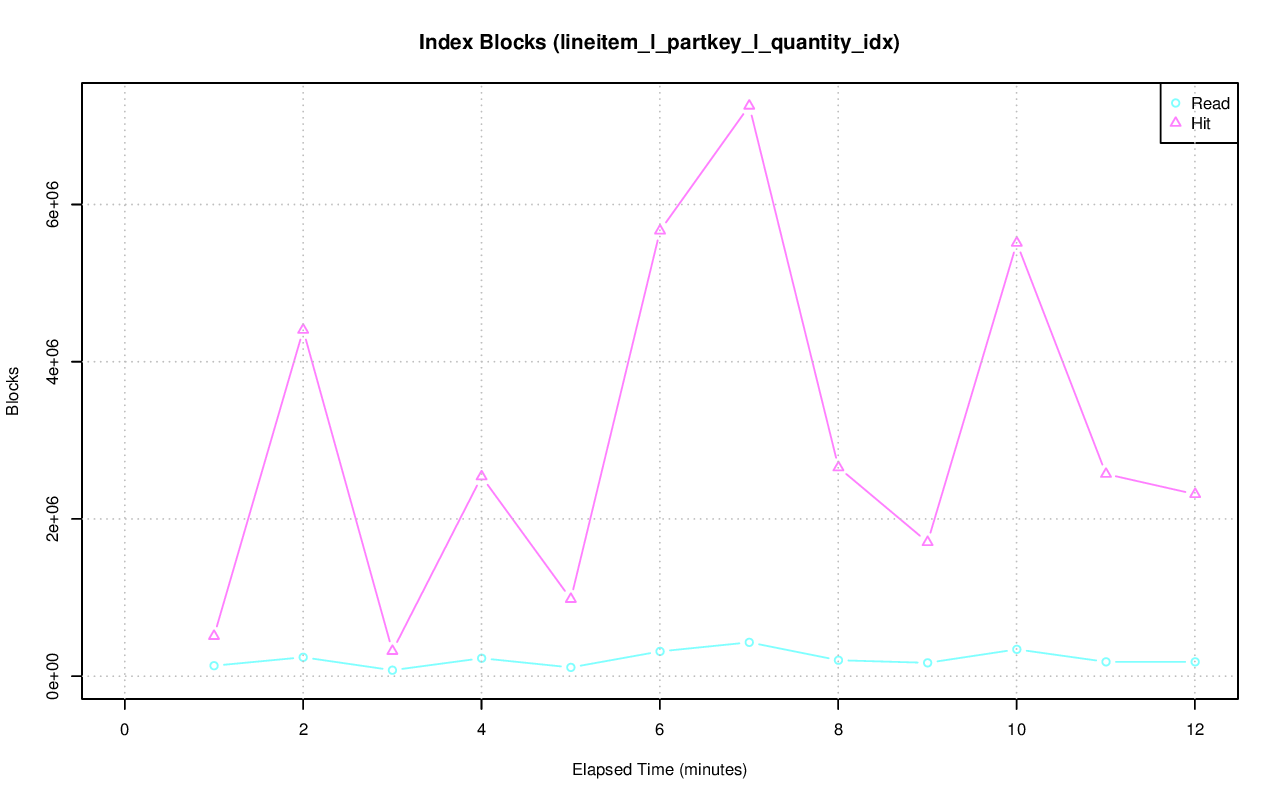 Index Blocks (lineitem_l_partkey_l_quantity_idx)
Read
Hit
Blocks
6e+06
4e+06
2e+06
0e+00
0 2 4 6 8 10 12
Elapsed Time (minutes)